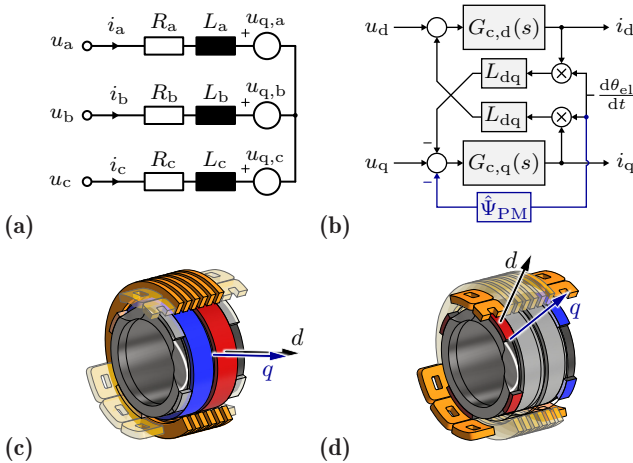 u_a i_a R_a L_a + u_q,a
u_b i_b R_b L_b + u_q,b
u_c i_c R_c L_c + u_q,c
(a)
u_d G_c,d(s) i_d
L_dq × − dθ_el/dt
L_dq ×
− u_q G_c,q(s) i_q
− Ψ̂_PM
(b)
d
q
(c)
d
q
(d)